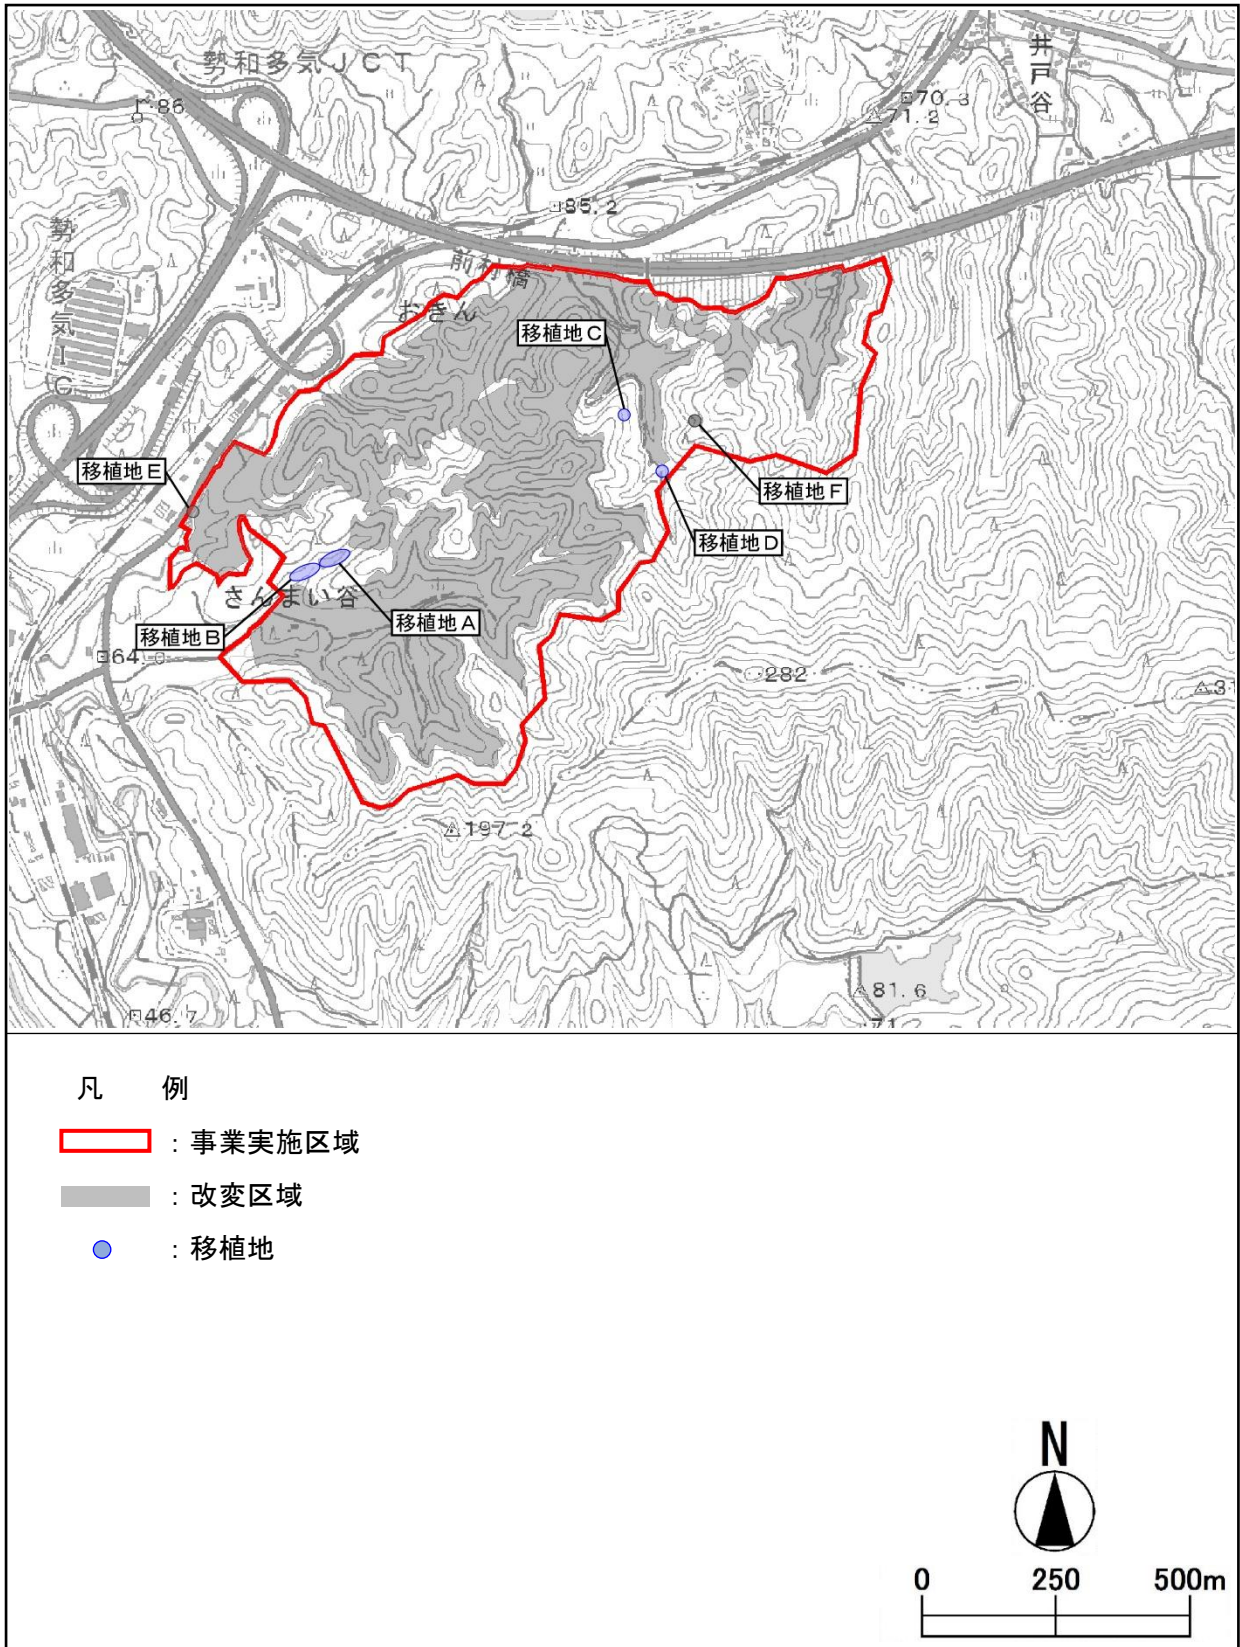 勢和多気JCT
86
井戸谷
70.3
71.2
85.2
勢和多気IC
前村橋
おきん
移植地C
移植地E
移植地F
移植地D
さんまい谷
移植地A
移植地B
282
197.2
81.6
46.7
凡 例
：事業実施区域
：改変区域
：移植地
N
0 250 500m